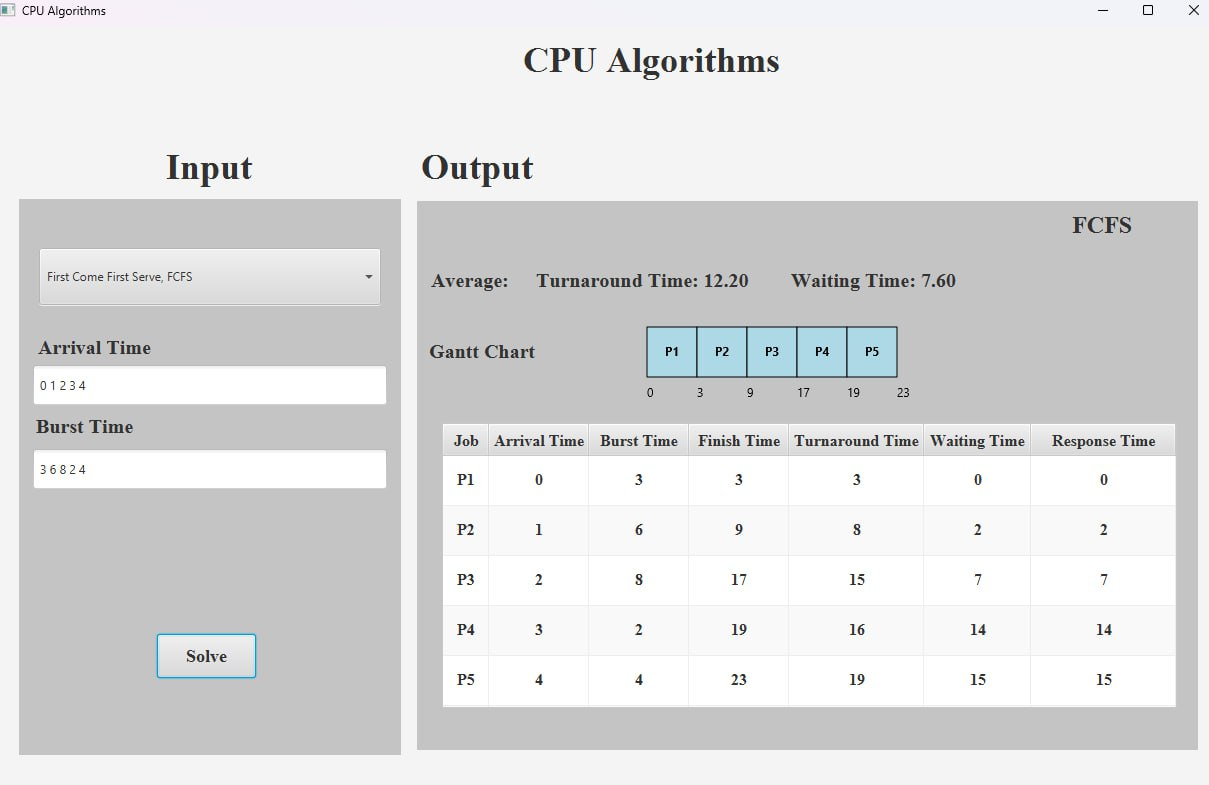 CPU Algorithms
CPU Algorithms
Input
Output
First Come First Serve, FCFS
Arrival Time
0 1 2 3 4
Burst Time
3 6 8 2 4
Solve
FCFS
Average: Turnaround Time: 12.20 Waiting Time: 7.60
Gantt Chart
P1 P2 P3 P4 P5
0 3 9 17 19 23
Job Arrival Time Burst Time Finish Time Turnaround Time Waiting Time Response Time
P1 0 3 3 3 0 0
P2 1 6 9 8 2 2
P3 2 8 17 15 7 7
P4 3 2 19 16 14 14
P5 4 4 23 19 15 15